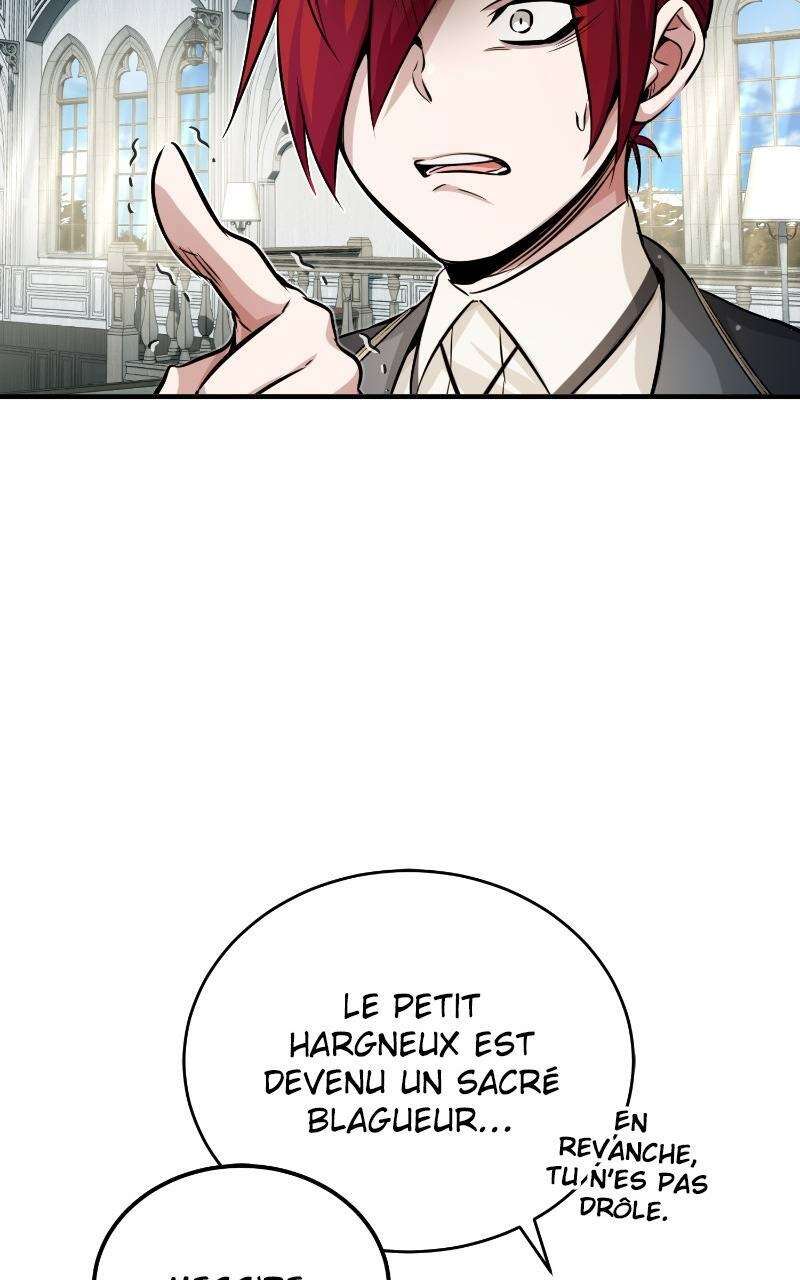 LE PETIT
HARGNEUX EST
DEVENU UN SACRÉ
BLAGUEUR...
EN
REVANCHE,
TU N'ES PAS
DRÔLE.